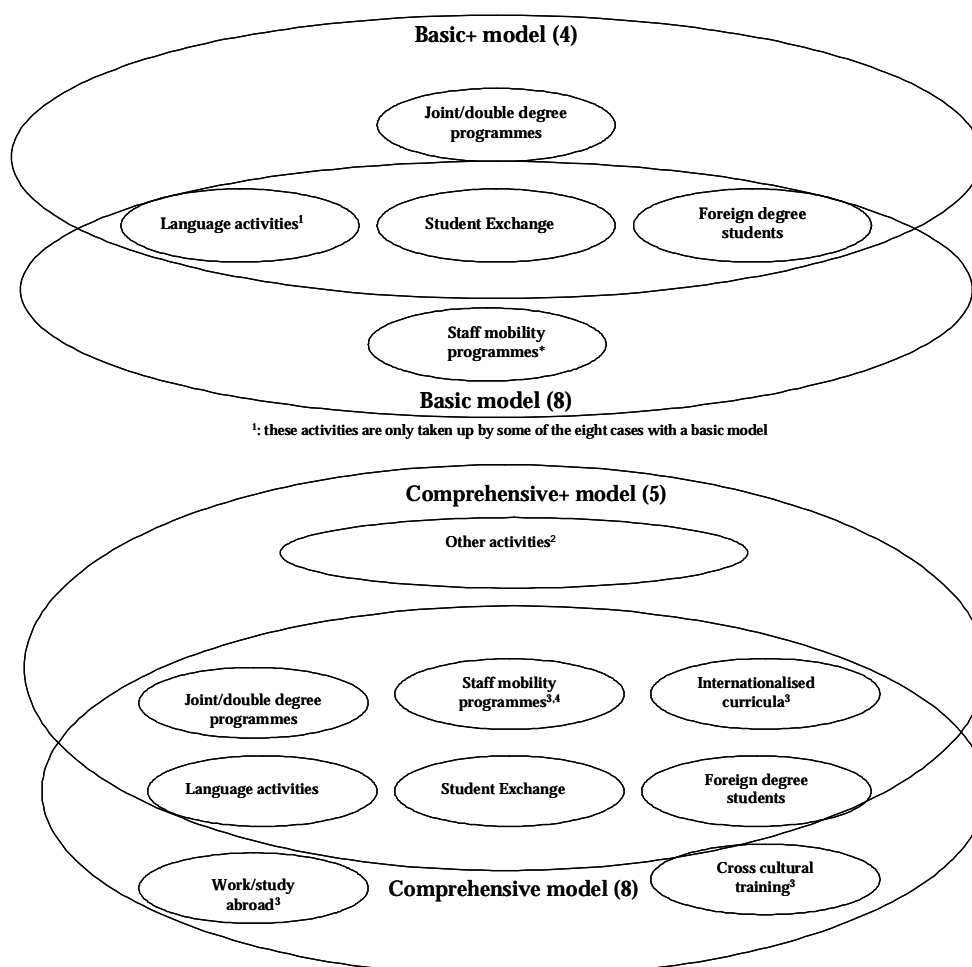 Basic+ model (4)
Joint/double degree
programmes
Language activities¹
Student Exchange
Foreign degree
students
Staff mobility
programmes*
Basic model (8)
¹: these activities are only taken up by some of the eight cases with a basic model
Comprehensive+ model (5)
Other activities²
Joint/double degree
programmes
Staff mobility
programmes³,⁴
Internationalised
curricula³
Language activities
Student Exchange
Foreign degree
students
Work/study
abroad³
Comprehensive model (8)
Cross cultural
training³